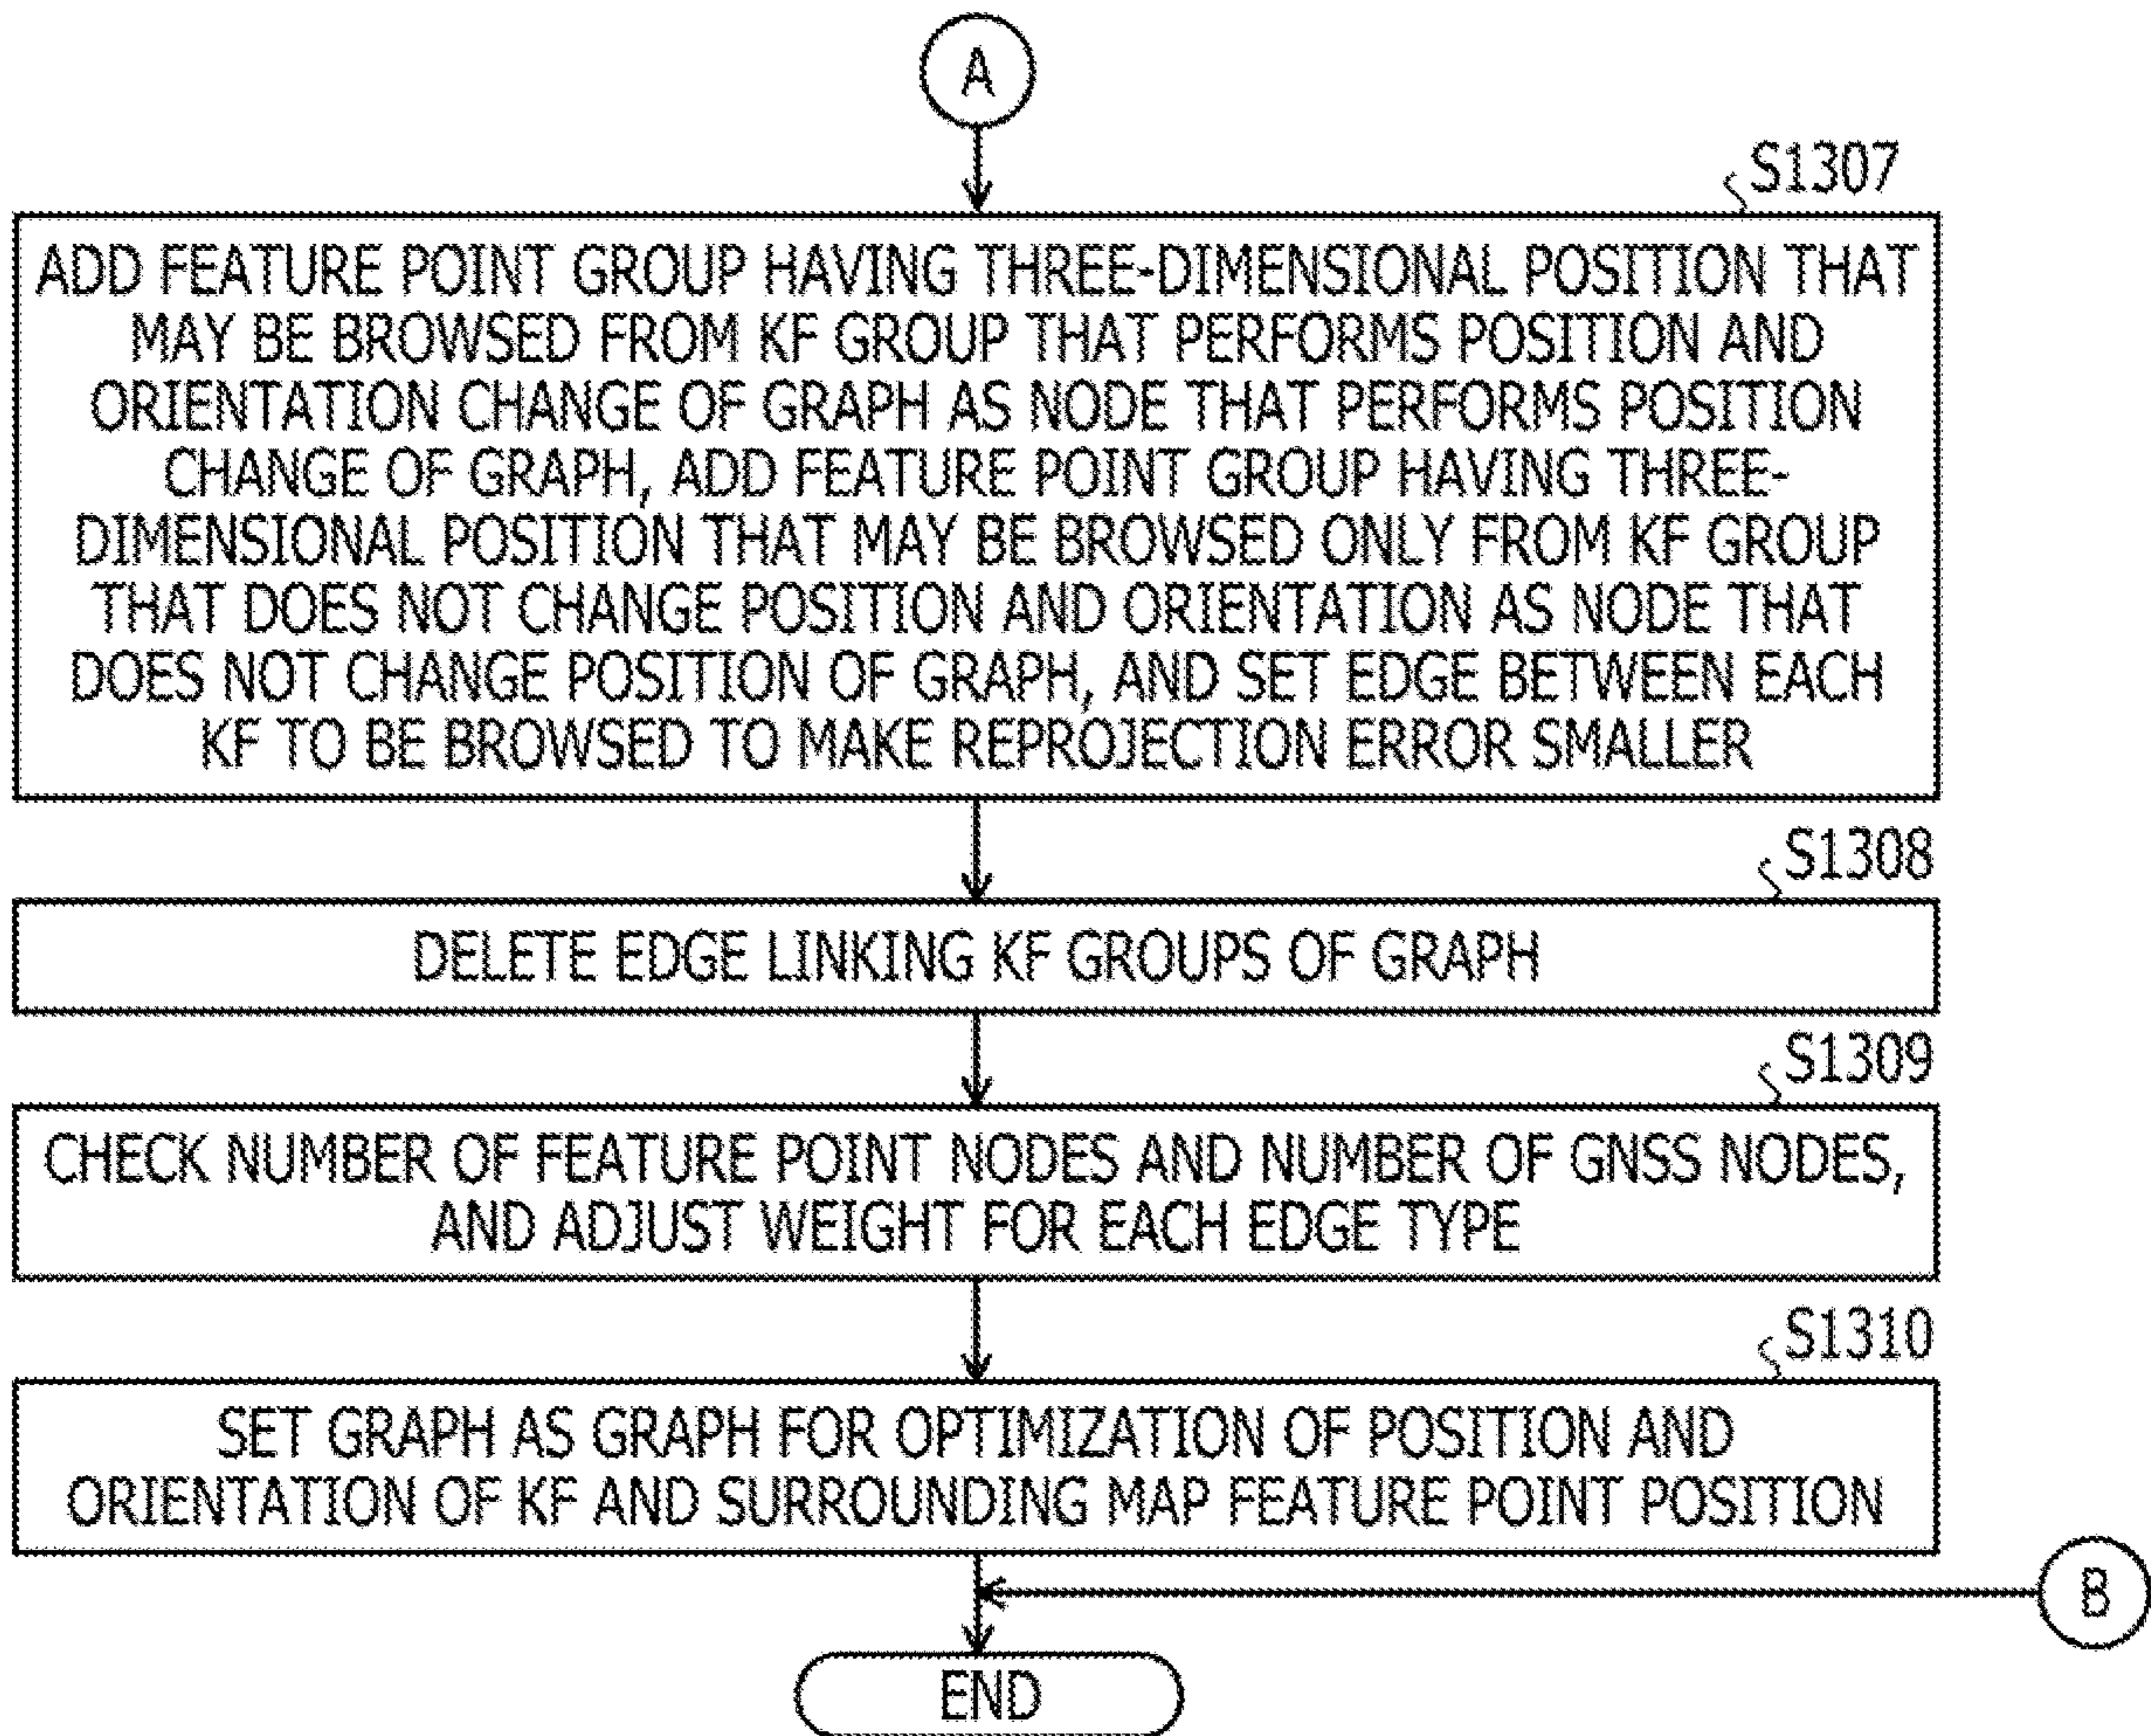 A
S1307
ADD FEATURE POINT GROUP HAVING THREE-DIMENSIONAL POSITION THAT
MAY BE BROWSED FROM KF GROUP THAT PERFORMS POSITION AND
ORIENTATION CHANGE OF GRAPH AS NODE THAT PERFORMS POSITION
CHANGE OF GRAPH, ADD FEATURE POINT GROUP HAVING THREE-
DIMENSIONAL POSITION THAT MAY BE BROWSED ONLY FROM KF GROUP
THAT DOES NOT CHANGE POSITION AND ORIENTATION AS NODE THAT
DOES NOT CHANGE POSITION OF GRAPH, AND SET EDGE BETWEEN EACH
KF TO BE BROWSED TO MAKE REPROJECTION ERROR SMALLER
S1308
DELETE EDGE LINKING KF GROUPS OF GRAPH
S1309
CHECK NUMBER OF FEATURE POINT NODES AND NUMBER OF GNSS NODES,
AND ADJUST WEIGHT FOR EACH EDGE TYPE
S1310
SET GRAPH AS GRAPH FOR OPTIMIZATION OF POSITION AND
ORIENTATION OF KF AND SURROUNDING MAP FEATURE POINT POSITION
B
END